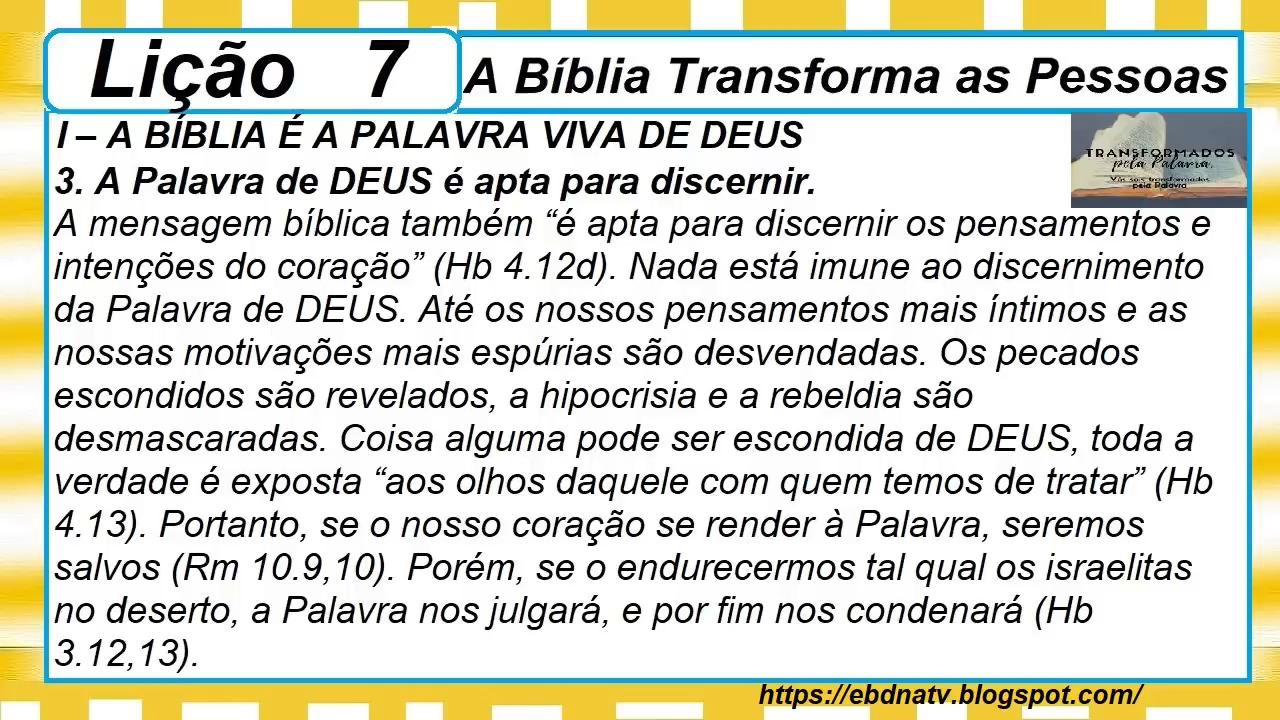 Lição 7
A Bíblia Transforma as Pessoas
I – A BÍBLIA É A PALAVRA VIVA DE DEUS
TRANSFORMADOS
pela Palavra
Vós sois transformados
pela Palavra
3. A Palavra de DEUS é apta para discernir.
A mensagem bíblica também “é apta para discernir os pensamentos e
intenções do coração” (Hb 4.12d). Nada está imune ao discernimento
da Palavra de DEUS. Até os nossos pensamentos mais íntimos e as
nossas motivações mais espúrias são desvendadas. Os pecados
escondidos são revelados, a hipocrisia e a rebeldia são
desmascaradas. Coisa alguma pode ser escondida de DEUS, toda a
verdade é exposta “aos olhos daquele com quem temos de tratar” (Hb
4.13). Portanto, se o nosso coração se render à Palavra, seremos
salvos (Rm 10.9,10). Porém, se o endurecermos tal qual os israelitas
no deserto, a Palavra nos julgará, e por fim nos condenará (Hb
3.12,13).
https://ebdnatv.blogspot.com/